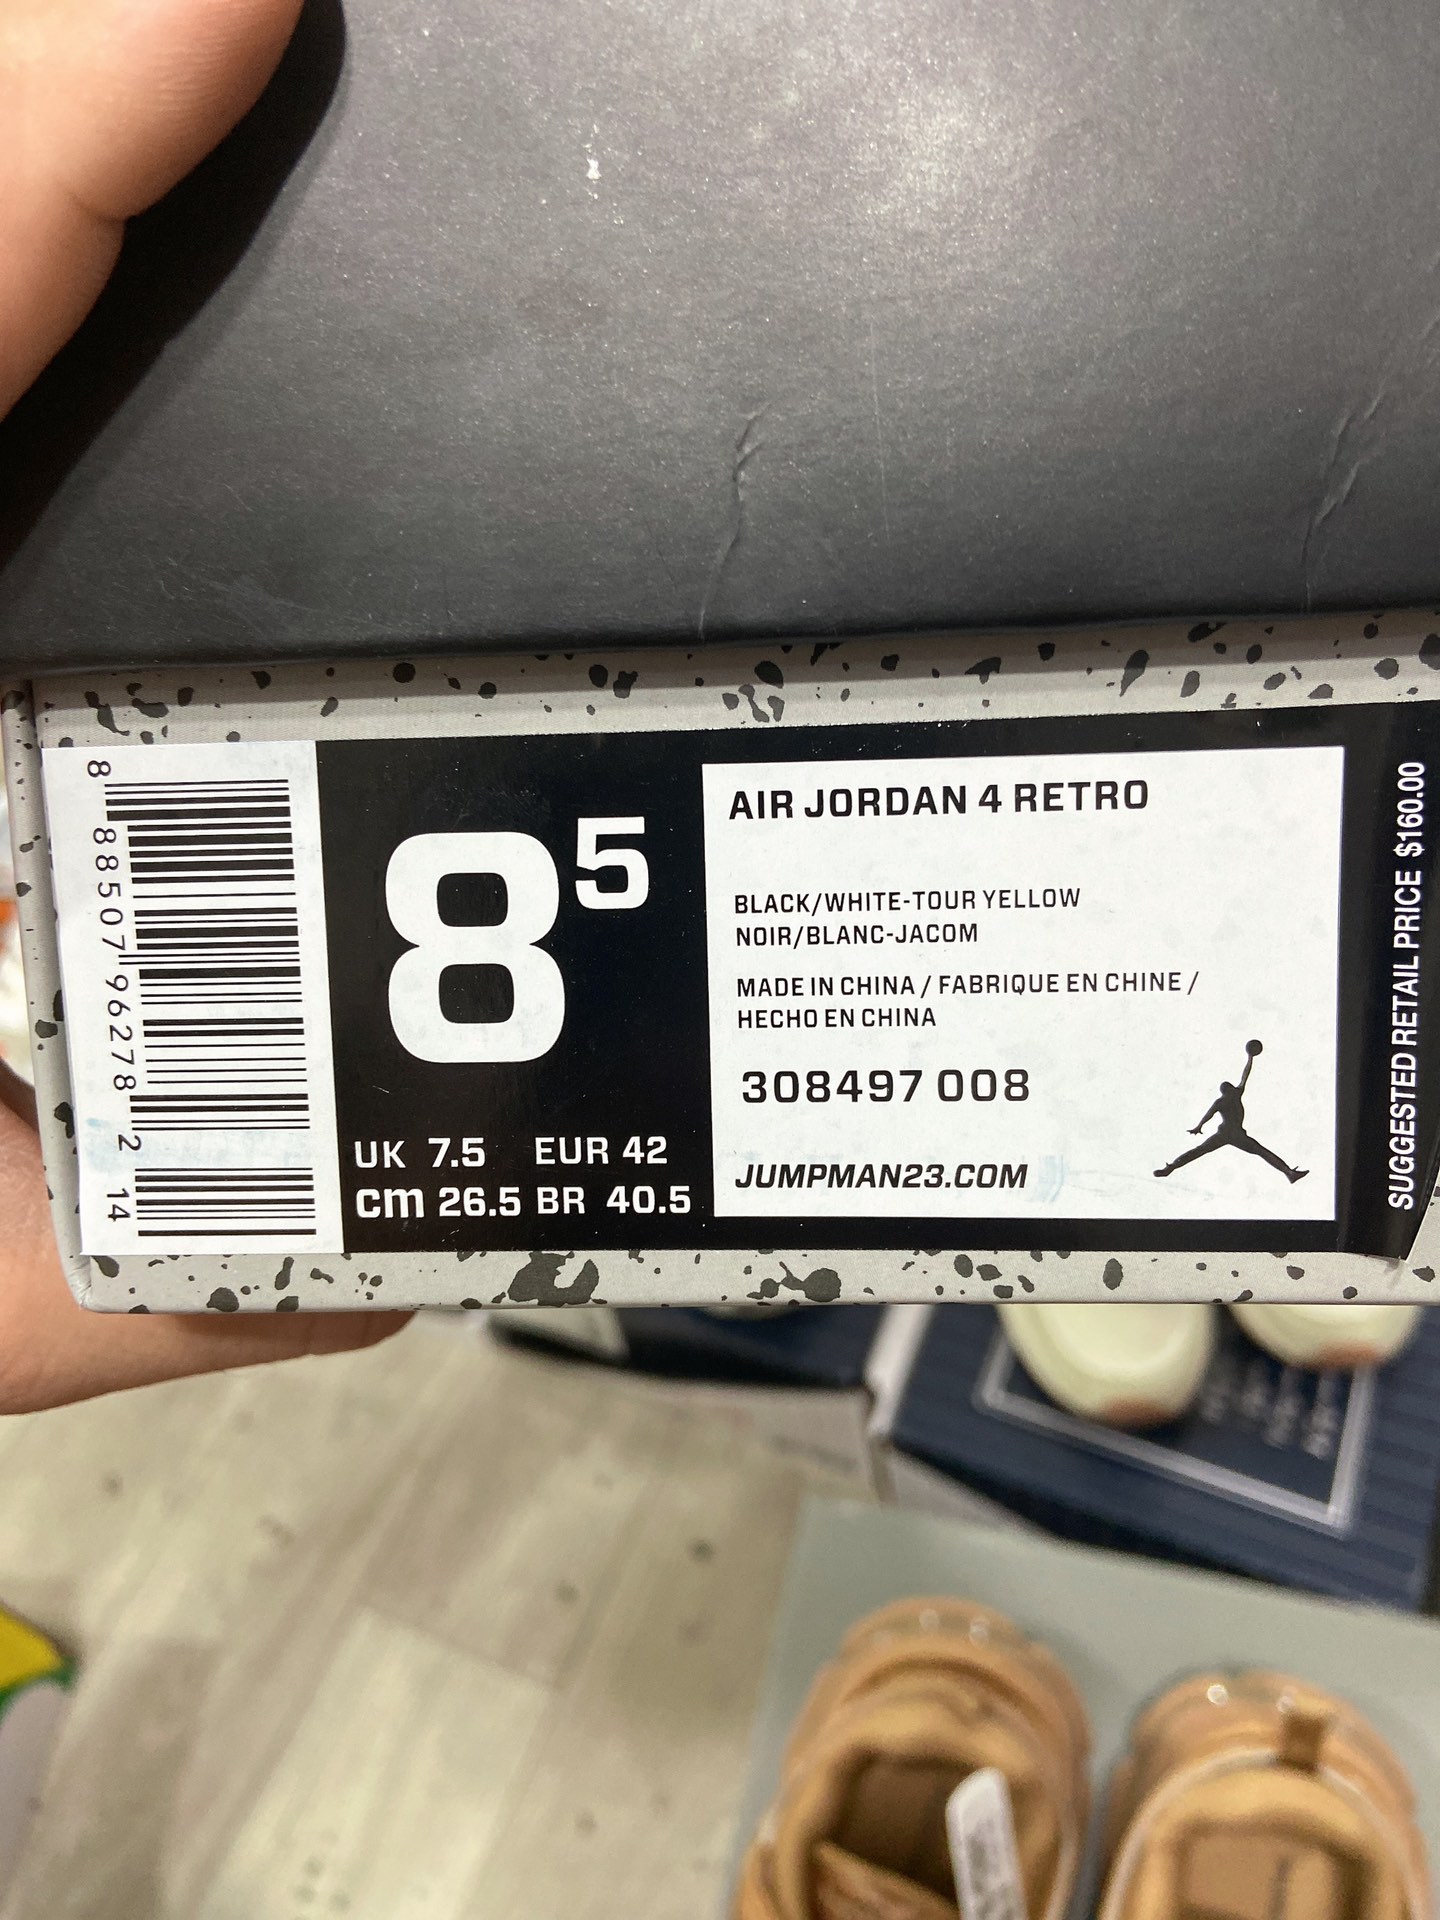 8 88507 96278 2 14
8 5
UK 7.5 EUR 42
cm 26.5 BR 40.5
AIR JORDAN 4 RETRO
BLACK/WHITE-TOUR YELLOW
NOIR/BLANC-JACOM
MADE IN CHINA / FABRIQUE EN CHINE /
HECHO EN CHINA
308497 008
JUMPMAN23.COM
SUGGESTED RETAIL PRICE $160.00